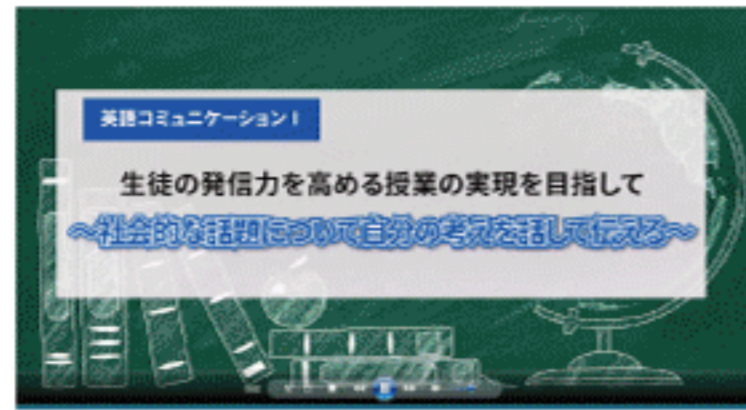 英語コミュニケーションⅠ
生徒の発信力を高める授業の実現を目指して
～社会的な話題について自分の考えを話して伝える～